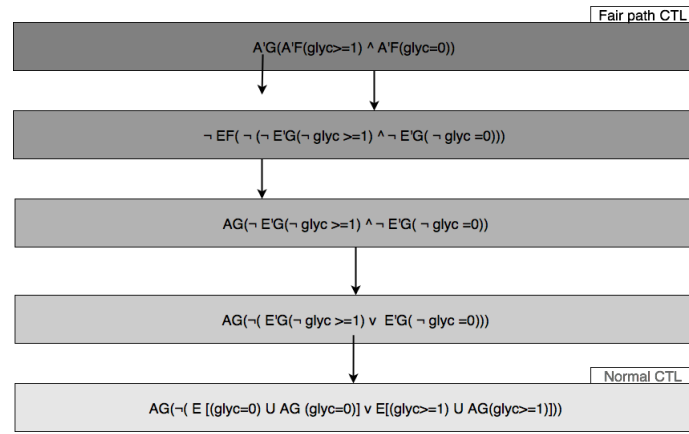 Fair path CTL
A'G(A'F(glyc>=1) ^ A'F(glyc=0))
¬ EF( ¬ (¬ E'G(¬ glyc >=1) ^ ¬ E'G( ¬ glyc =0)))
AG(¬ E'G(¬ glyc >=1) ^ ¬ E'G( ¬ glyc =0))
AG(¬( E'G(¬ glyc >=1) v E'G( ¬ glyc =0)))
Normal CTL
AG(¬( E [(glyc=0) U AG (glyc=0)] v E[(glyc>=1) U AG(glyc>=1)]))